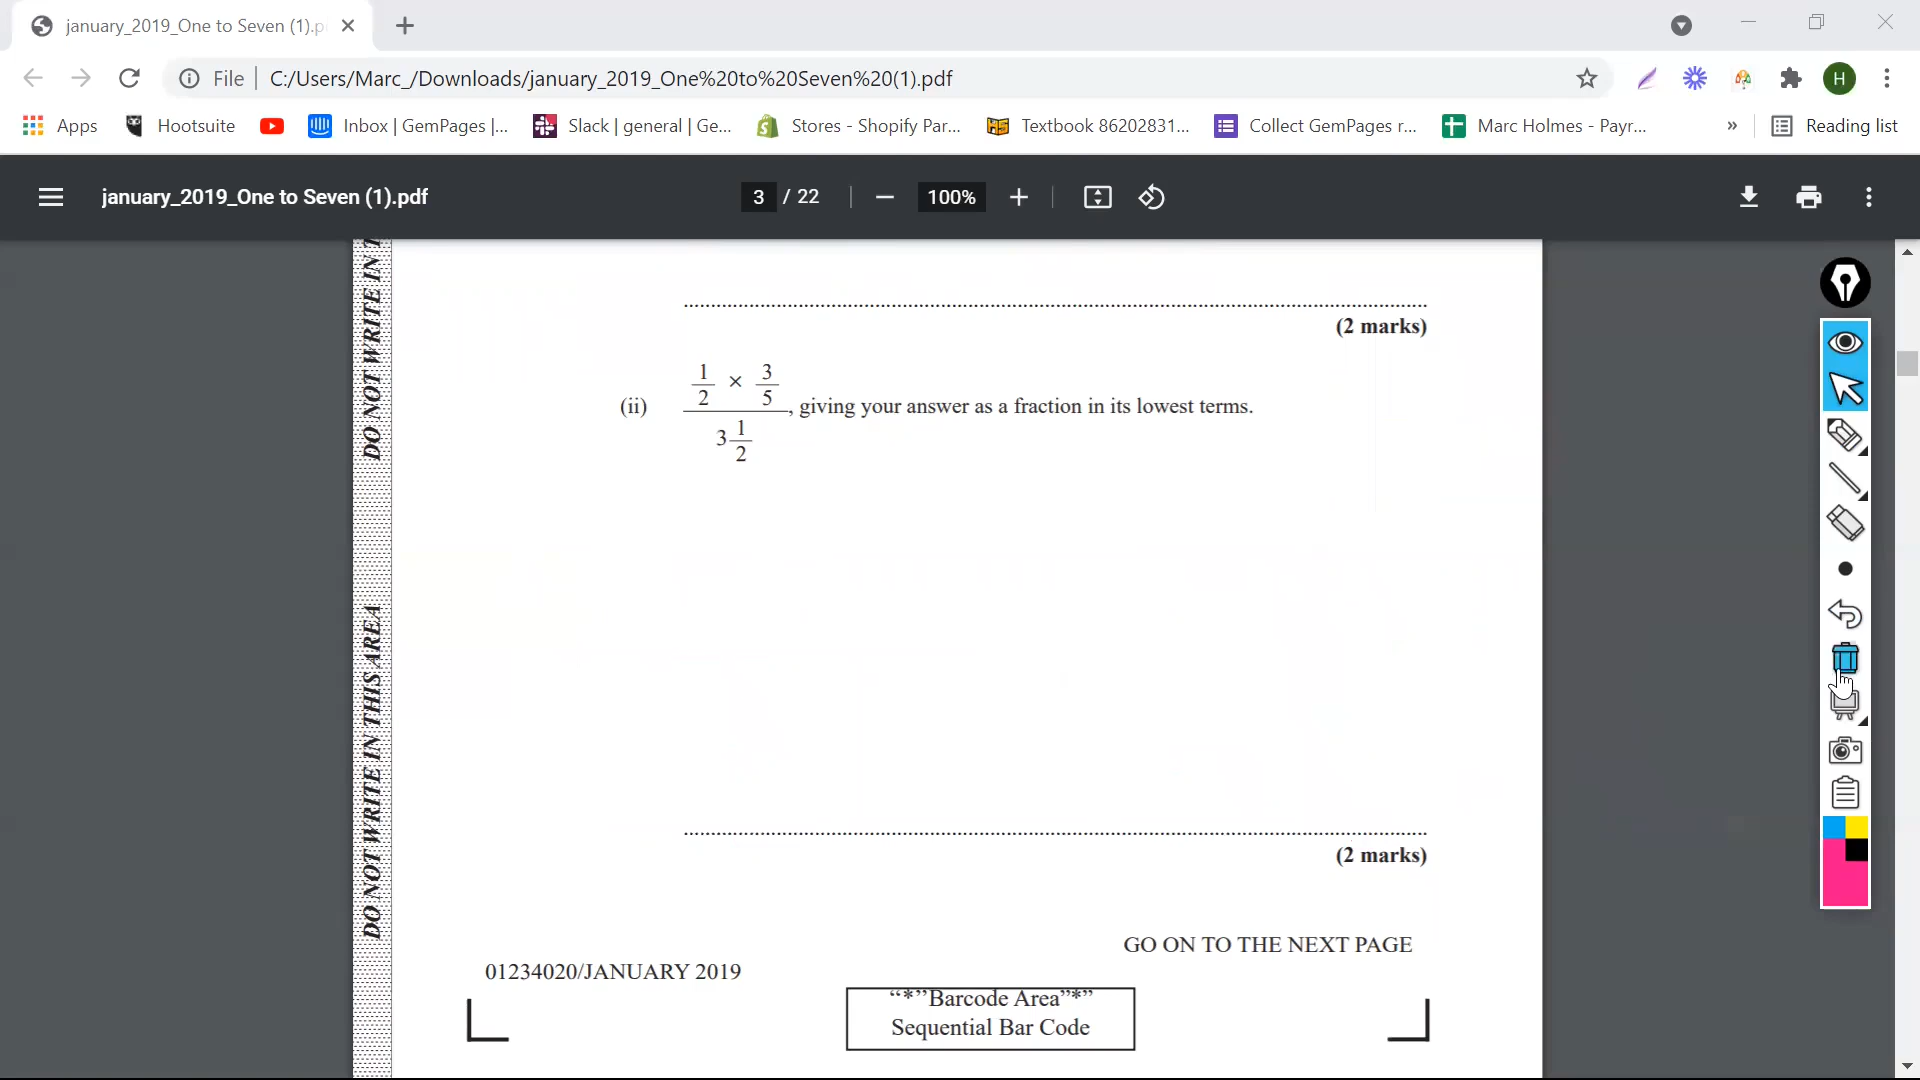 january_2019_One to Seven (1).p
File
C:/Users/Marc_/Downloads/january_2019_One%20to%20Seven%20(1).pdf
H
Apps
Hootsuite
Inbox | GemPages |...
Slack | general | Ge...
Stores - Shopify Par...
Textbook 86202831...
Collect GemPages r...
Marc Holmes - Payr...
»
Reading list
january_2019_One to Seven (1).pdf
3 / 22
100%
DO NOT WRITE IN T
(2 marks)
1/2 × 3/5
(ii) , giving your answer as a fraction in its lowest terms.
3 1/2
DO NOT WRITE IN THIS AREA
(2 marks)
GO ON TO THE NEXT PAGE
01234020/JANUARY 2019
“*”Barcode Area”*”
Sequential Bar Code